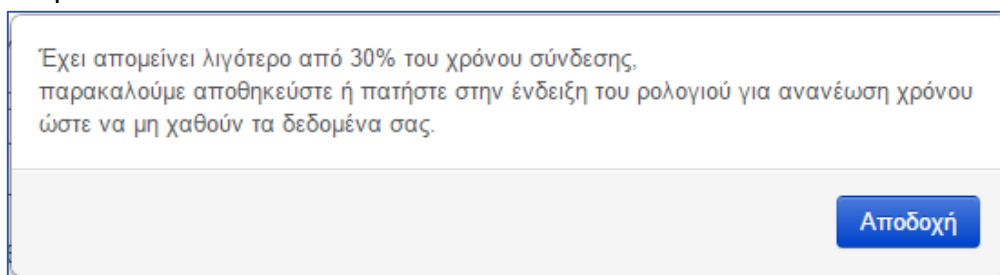 Έχει απομείνει λιγότερο από 30% του χρόνου σύνδεσης,
παρακαλούμε αποθηκεύστε ή πατήστε στην ένδειξη του ρολογιού για ανανέωση χρόνου
ώστε να μη χαθούν τα δεδομένα σας.
Αποδοχή